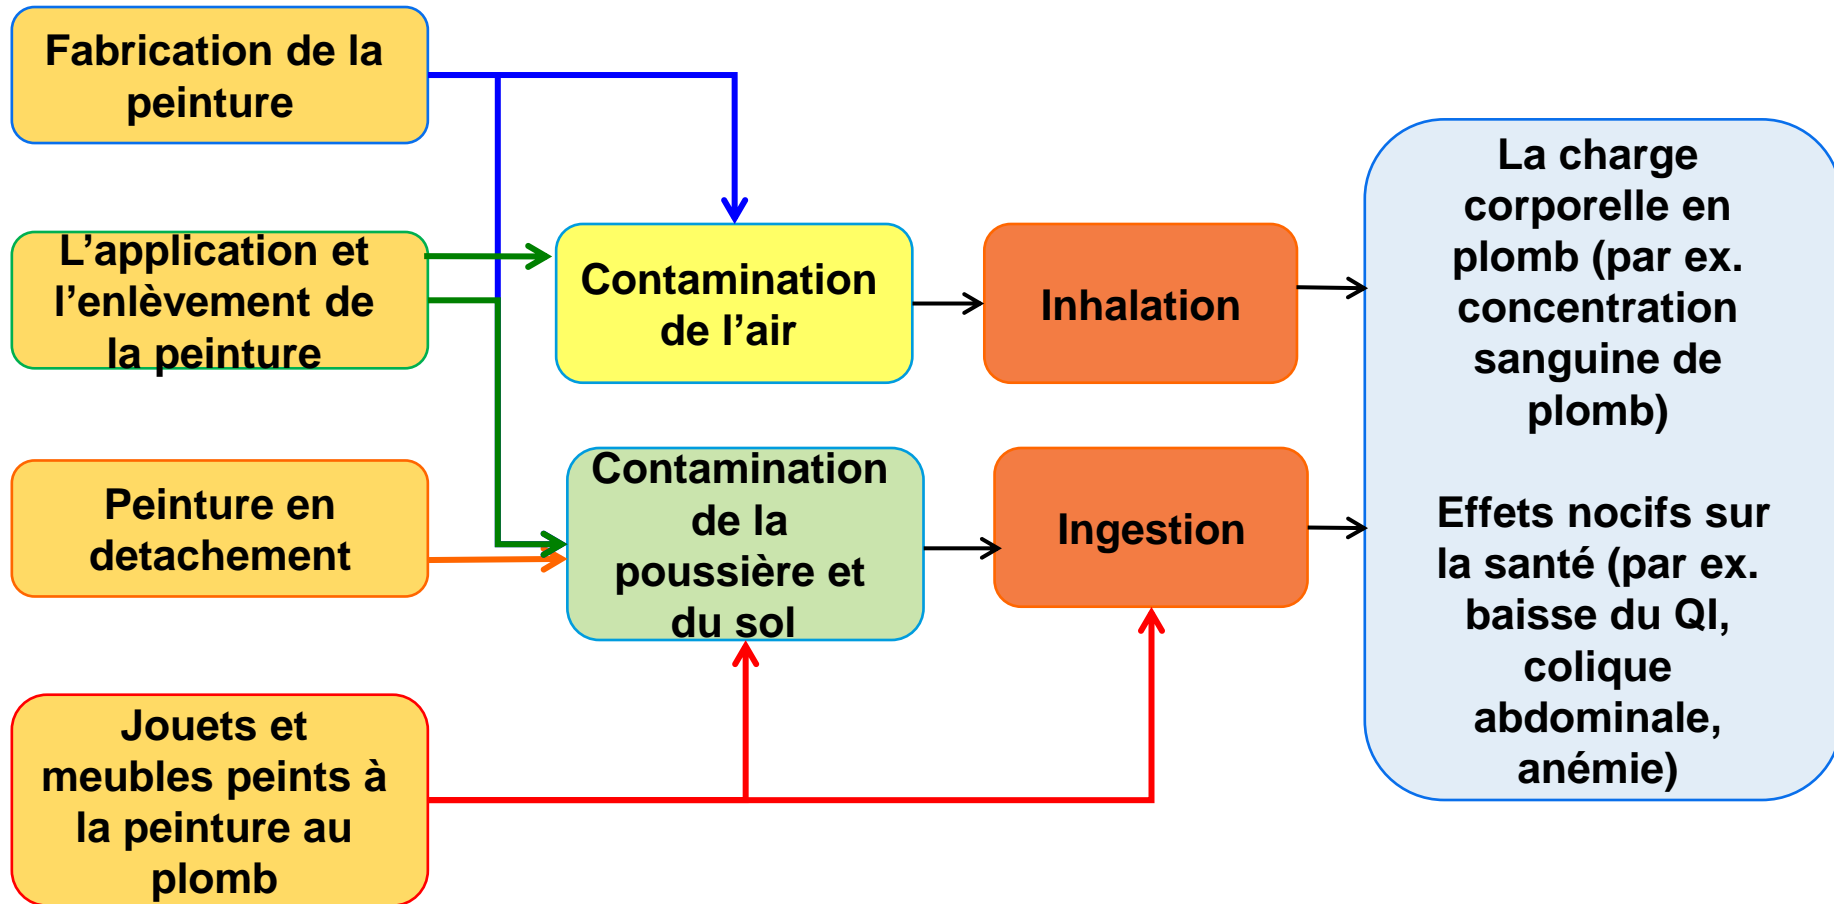 Fabrication de la
peinture
L’application et
l’enlèvement de
la peinture
Peinture en
detachement
Jouets et
meubles peints à
la peinture au
plomb
Contamination
de l’air
Contamination
de la
poussière et
du sol
Inhalation
Ingestion
La charge
corporelle en
plomb (par ex.
concentration
sanguine de
plomb)
Effets nocifs sur
la santé (par ex.
baisse du QI,
colique
abdominale,
anémie)